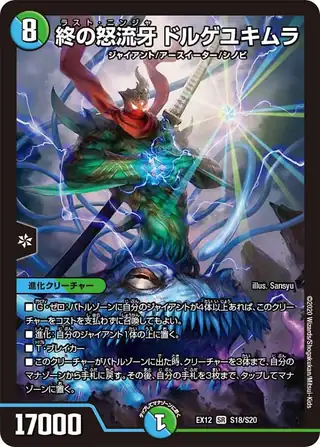 8
ラスト・ニンジャ
終の怒流牙 ドルゲユキムラ
ジャイアント/アースイーター/シノビ
illus. Sansyu
進化クリーチャー
■G・ゼロ：バトルゾーンに自分のジャイアントが4体以上あれば、このクリー
チャーをコストを支払わずに召喚してもよい。
■進化：自分のジャイアント1体の上に置く。
■T・ブレイカー
■このクリーチャーがバトルゾーンに出た時、クリーチャーを3体まで、自分の
マナゾーンから手札に戻す。その後、自分の手札を3枚まで、タップしてマナ
ゾーンに置く。
17000
1
EX12 SR S18/S20
©2020 Wizards/Shogakukan/Mitsui-Kids